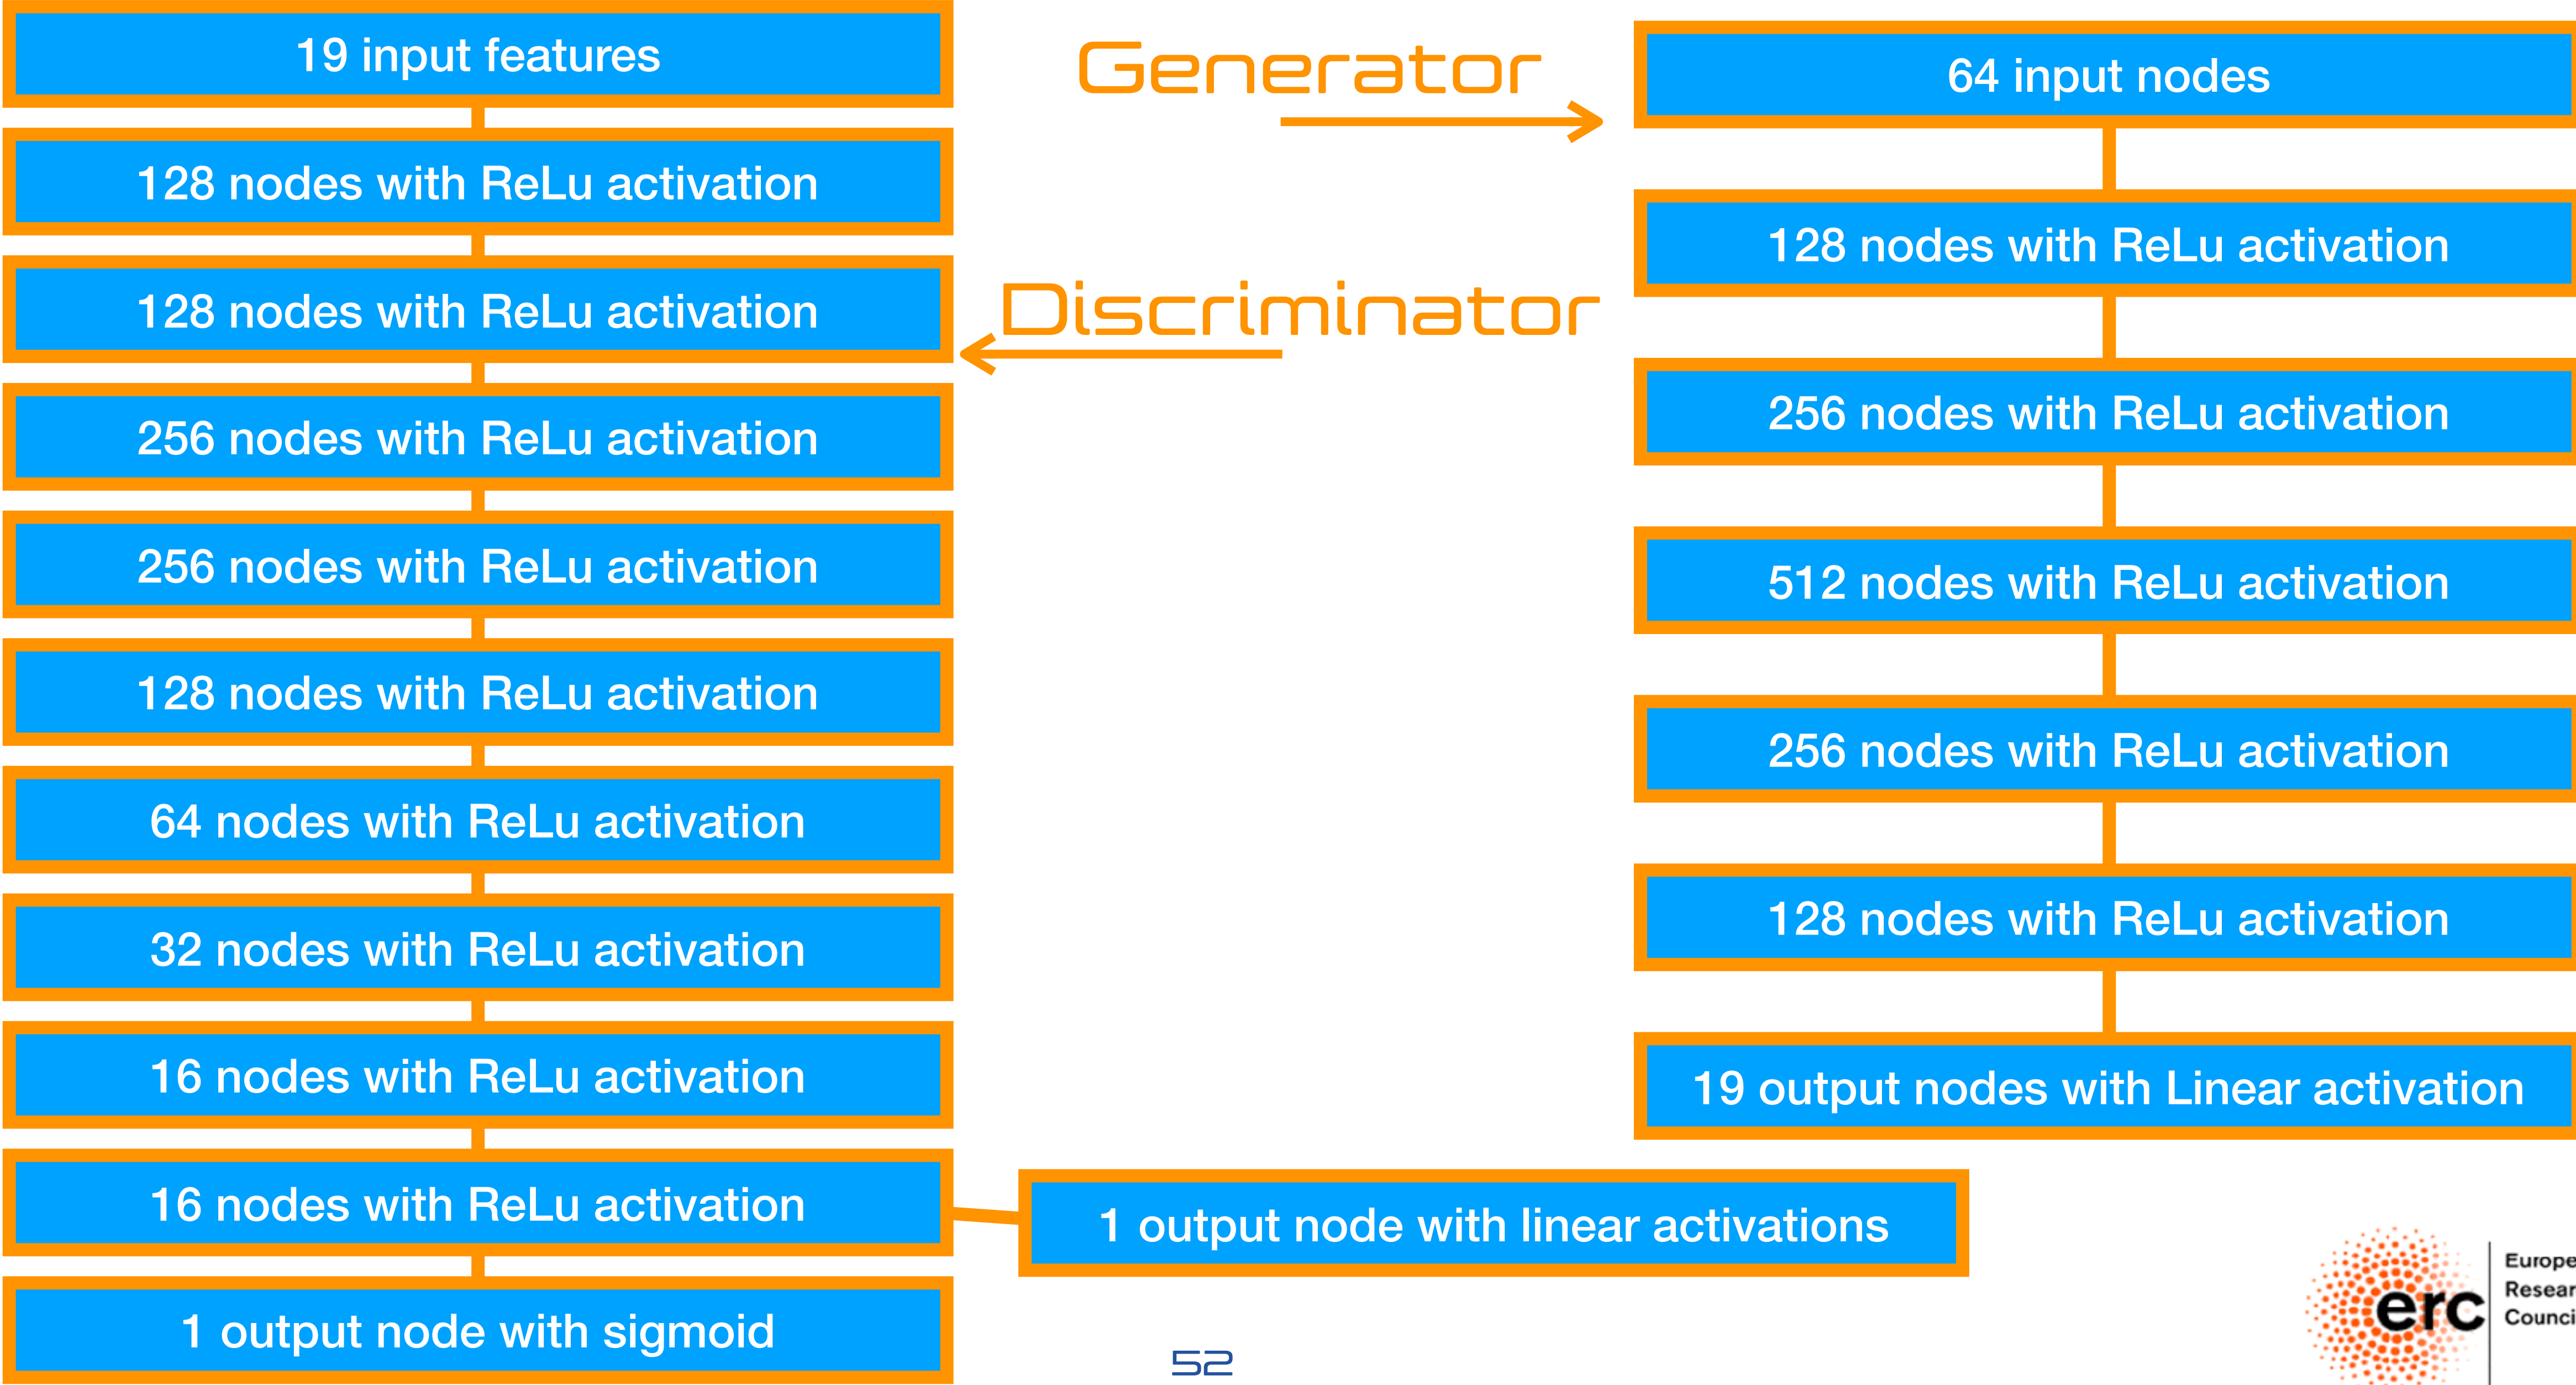 19 input features
128 nodes with ReLu activation
128 nodes with ReLu activation
256 nodes with ReLu activation
256 nodes with ReLu activation
128 nodes with ReLu activation
64 nodes with ReLu activation
32 nodes with ReLu activation
16 nodes with ReLu activation
16 nodes with ReLu activation
1 output node with sigmoid
1 output node with linear activations
Generator
Discriminator
64 input nodes
128 nodes with ReLu activation
256 nodes with ReLu activation
512 nodes with ReLu activation
256 nodes with ReLu activation
128 nodes with ReLu activation
19 output nodes with Linear activation
52
erc
Europe
Resear
Counci